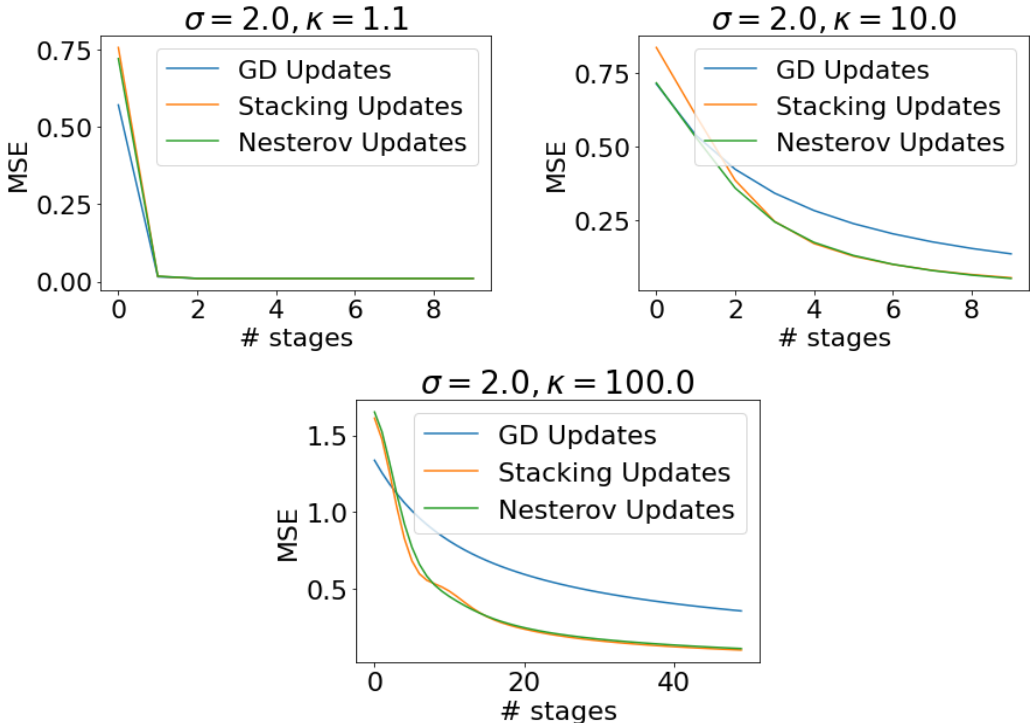 σ = 2.0, κ = 1.1
MSE
0.75
0.50
0.25
0.00
GD Updates
Stacking Updates
Nesterov Updates
0 2 4 6 8
# stages
σ = 2.0, κ = 10.0
MSE
0.75
0.50
0.25
GD Updates
Stacking Updates
Nesterov Updates
0 2 4 6 8
# stages
σ = 2.0, κ = 100.0
MSE
1.5
1.0
0.5
GD Updates
Stacking Updates
Nesterov Updates
0 20 40
# stages